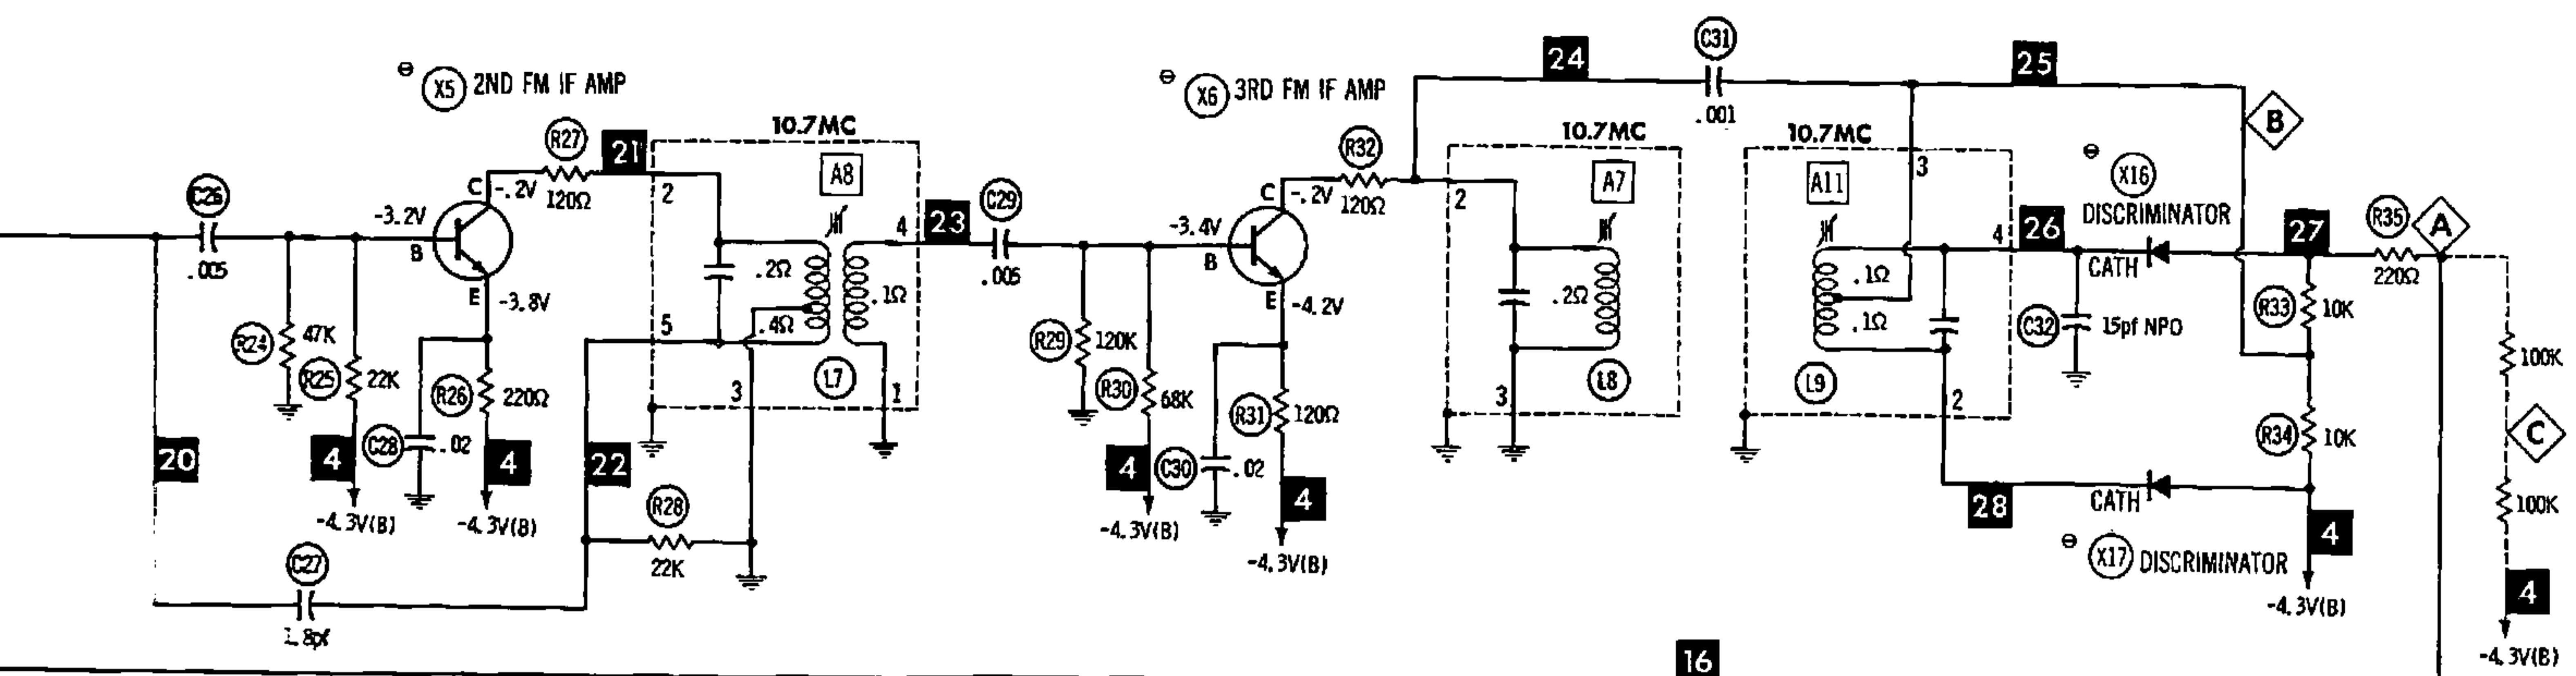 ⊖ X5 2ND FM IF AMP
C26
.005
R24
47K
R25
22K
4
-4.3V(B)
-3.2V
B
C
-.2V
E
-3.8V
R27
120Ω
21
C28
.02
R26
220Ω
4
-4.3V(B)
20
C27
1.8pf
22
R28
22K
10.7MC
A8
2
5
3
4
1
.2Ω
.4Ω
.1Ω
L7
23
C29
.005
R29
120K
R30
68K
4
-4.3V(B)
⊖ X6 3RD FM IF AMP
-3.4V
B
C
-.2V
E
-4.2V
R32
120Ω
C30
.02
R31
120Ω
4
-4.3V(B)
24
C31
.001
25
B
10.7MC
A7
2
3
.2Ω
L8
10.7MC
A11
3
4
2
.1Ω
.1Ω
L9
26
C32
15pf NPO
⊖ X16
DISCRIMINATOR
CATH
27
R35
220Ω
A
R33
10K
R34
10K
28
CATH
⊖ X17 DISCRIMINATOR
4
-4.3V(B)
100K
C
100K
4
-4.3V(B)
16